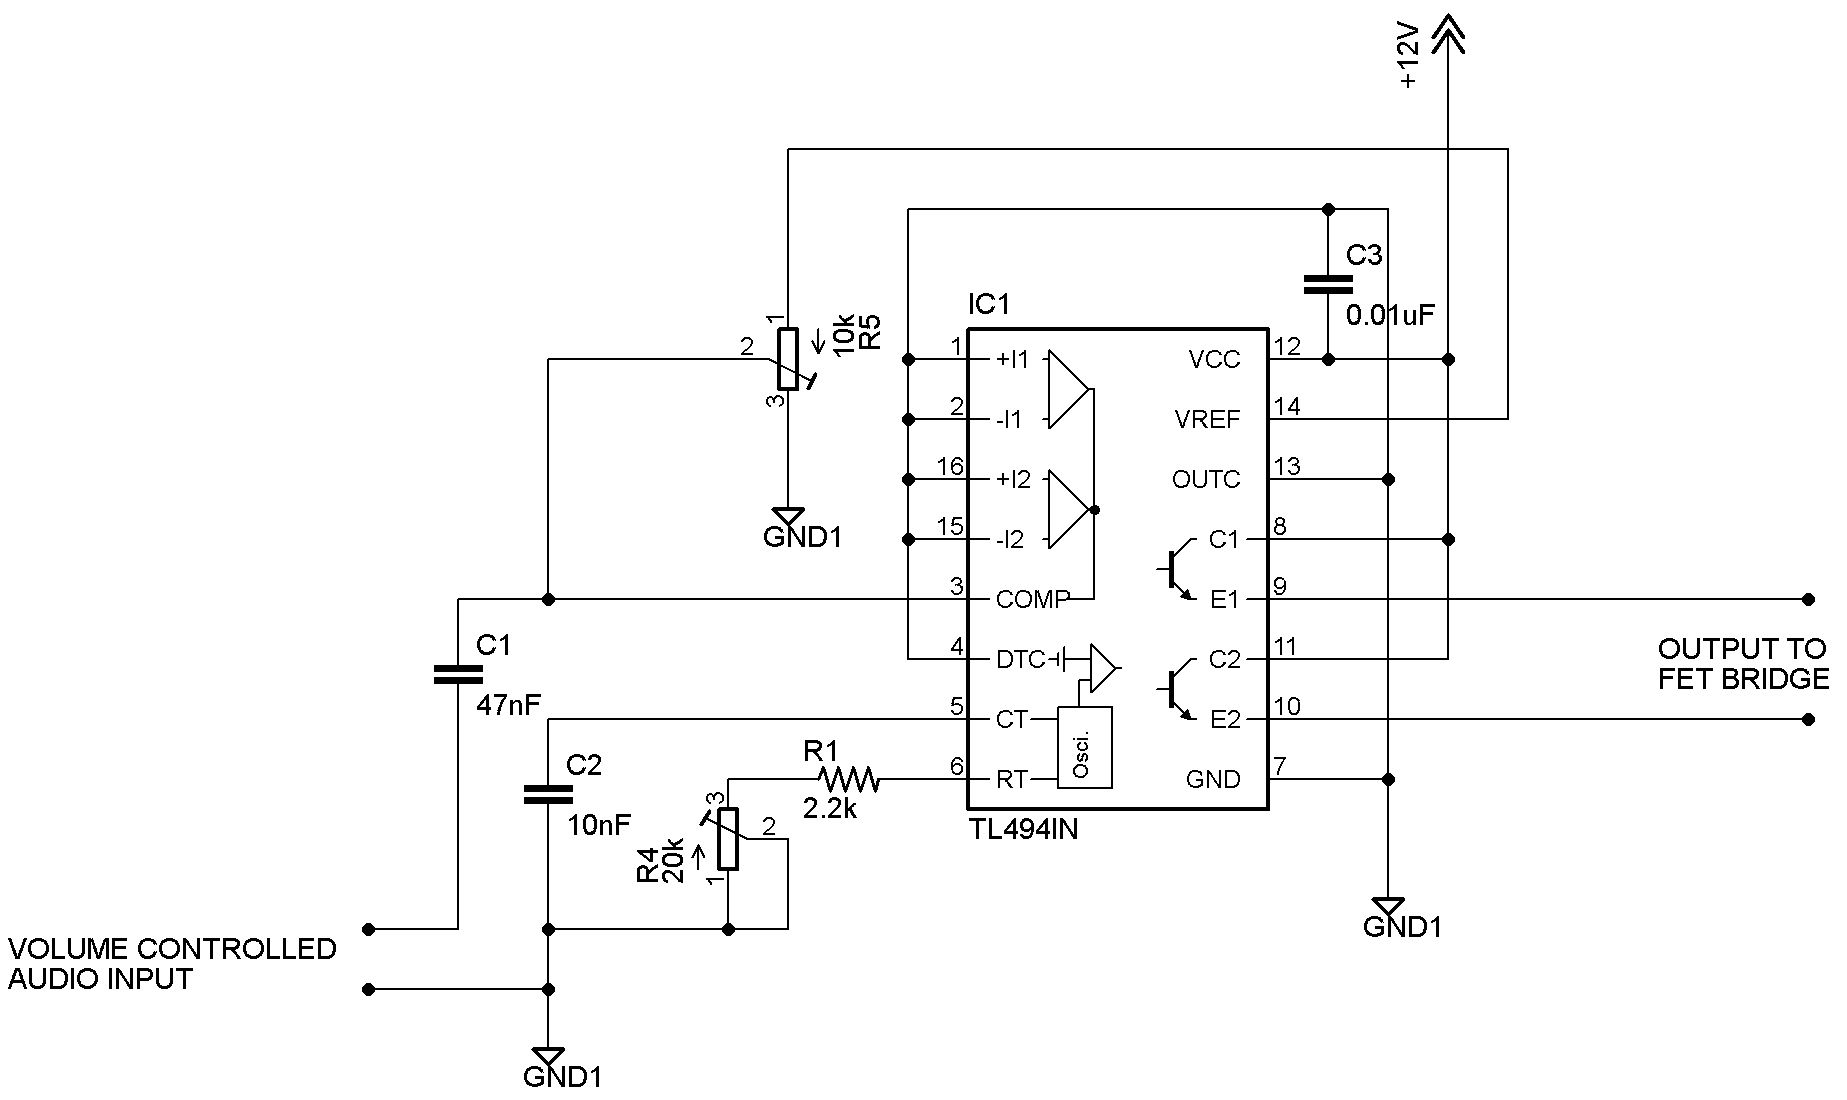 +12V
C3
0.01uF
1
10k
R5
2
3
GND1
IC1
1 +I1 VCC 12
2 -I1 VREF 14
16 +I2 OUTC 13
15 -I2 C1 8
3 COMP E1 9
4 DTC C2 11
5 CT E2 10
6 RT Osci. GND 7
TL494IN
OUTPUT TO
FET BRIDGE
C1
47nF
C2
10nF
R1
2.2k
3
2
R4
20k
1
GND1
VOLUME CONTROLLED
AUDIO INPUT
GND1